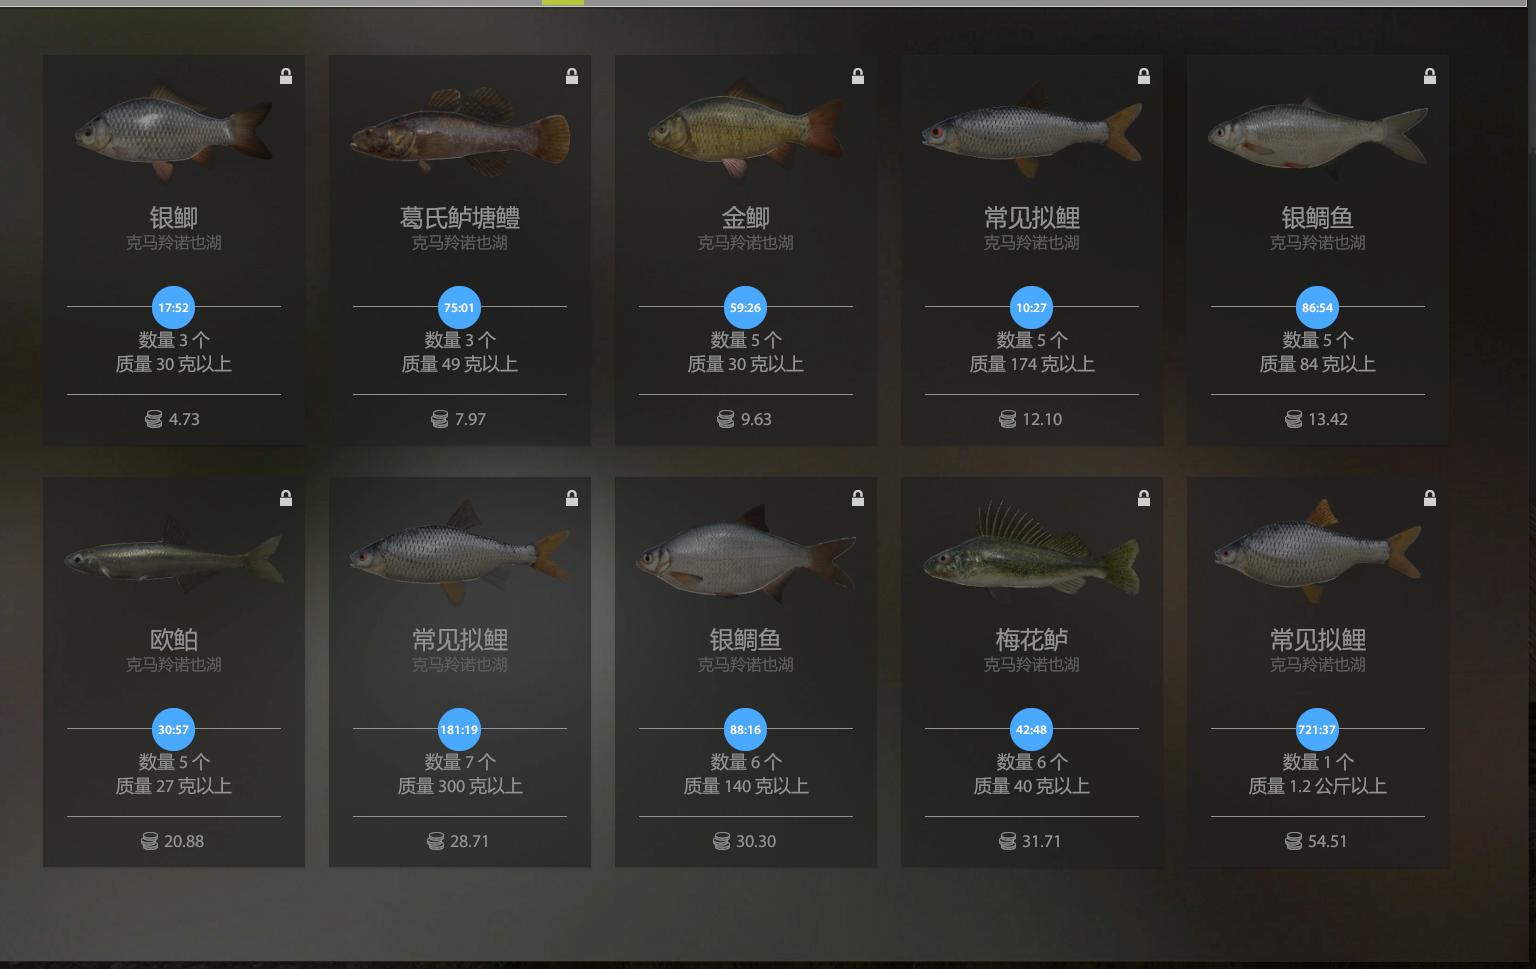 银鲫
克马羚诺也湖
17:52
数量 3 个
质量 30 克以上
4.73
葛氏鲈塘鳢
克马羚诺也湖
75:01
数量 3 个
质量 49 克以上
7.97
金鲫
克马羚诺也湖
59:26
数量 5 个
质量 30 克以上
9.63
常见拟鲤
克马羚诺也湖
10:27
数量 5 个
质量 174 克以上
12.10
银鲷鱼
克马羚诺也湖
86:54
数量 5 个
质量 84 克以上
13.42
欧鲌
克马羚诺也湖
30:57
数量 5 个
质量 27 克以上
20.88
常见拟鲤
克马羚诺也湖
181:19
数量 7 个
质量 300 克以上
28.71
银鲷鱼
克马羚诺也湖
88:16
数量 6 个
质量 140 克以上
30.30
梅花鲈
克马羚诺也湖
42:48
数量 6 个
质量 40 克以上
31.71
常见拟鲤
克马羚诺也湖
721:37
数量 1 个
质量 1.2 公斤以上
54.51